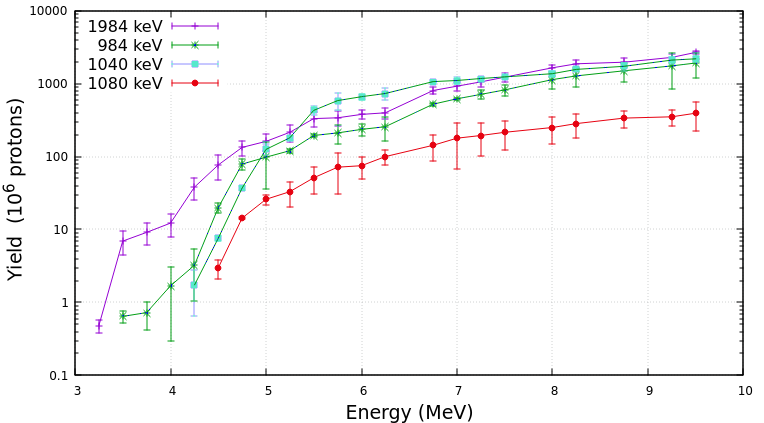 10000
1984 keV
984 keV
1040 keV
1000
1080 keV
100
10
1
0.1
Yield (10⁶ protons)
3 4 5 6 7 8 9 10
Energy (MeV)